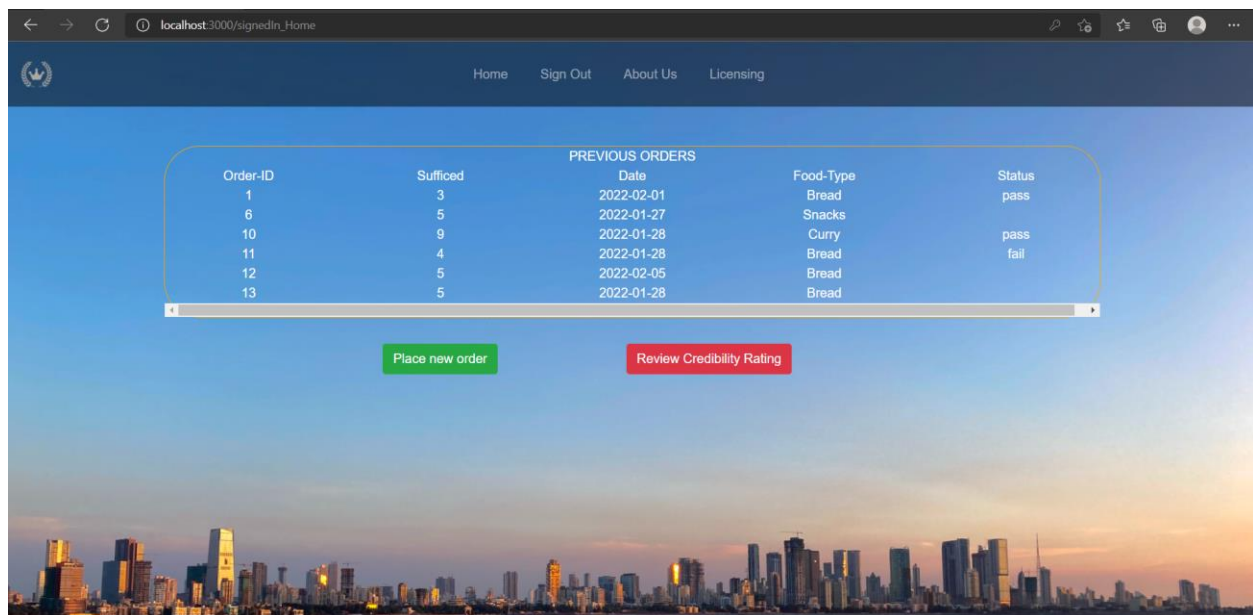 localhost:3000/signedIn_Home
Home Sign Out About Us Licensing
PREVIOUS ORDERS
Order-ID Sufficed Date Food-Type Status
1 3 2022-02-01 Bread pass
6 5 2022-01-27 Snacks
10 9 2022-01-28 Curry pass
11 4 2022-01-28 Bread fail
12 5 2022-02-05 Bread
13 5 2022-01-28 Bread
Place new order Review Credibility Rating